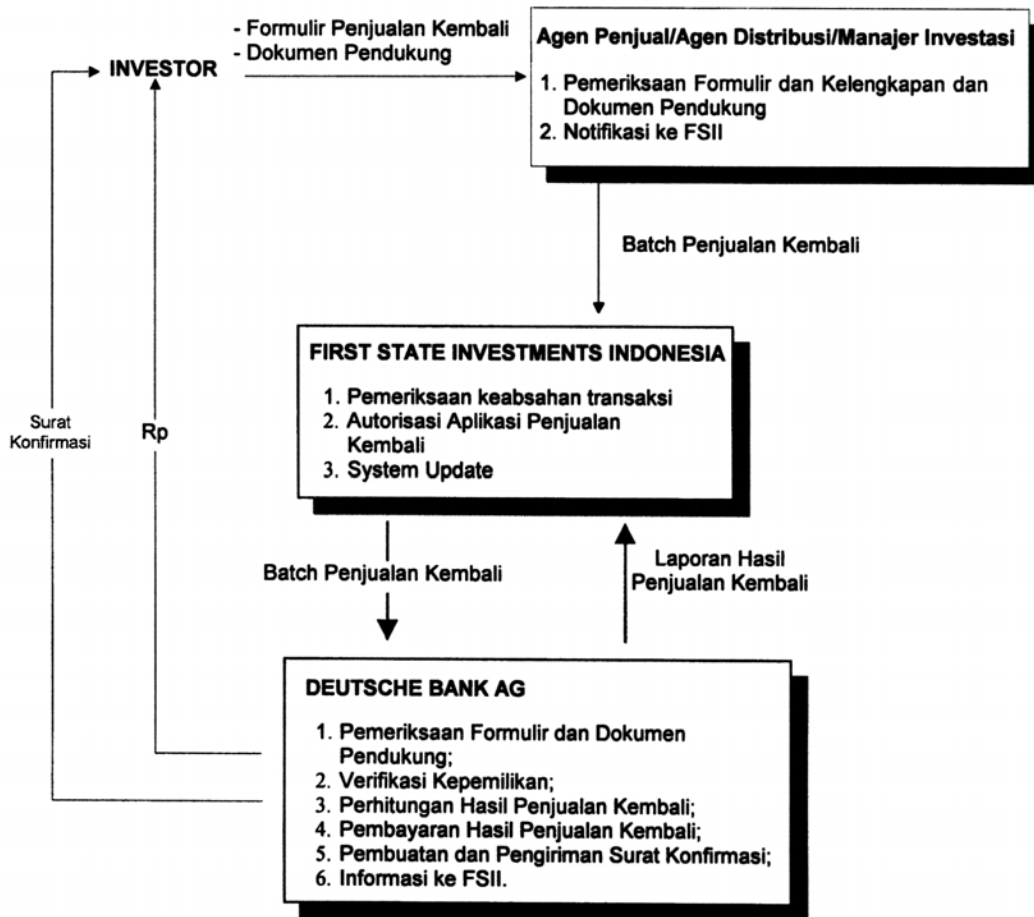 - Formulir Penjualan Kembali
- Dokumen Pendukung
INVESTOR
Agen Penjual/Agen Distribusi/Manajer Investasi
1. Pemeriksaan Formulir dan Kelengkapan dan
Dokumen Pendukung
2. Notifikasi ke FSII
Batch Penjualan Kembali
FIRST STATE INVESTMENTS INDONESIA
1. Pemeriksaan keabsahan transaksi
2. Autorisasi Aplikasi Penjualan
Kembali
3. System Update
Surat
Konfirmasi
Rp
Batch Penjualan Kembali
Laporan Hasil
Penjualan Kembali
DEUTSCHE BANK AG
1. Pemeriksaan Formulir dan Dokumen
Pendukung;
2. Verifikasi Kepemilikan;
3. Perhitungan Hasil Penjualan Kembali;
4. Pembayaran Hasil Penjualan Kembali;
5. Pembuatan dan Pengiriman Surat Konfirmasi;
6. Informasi ke FSII.